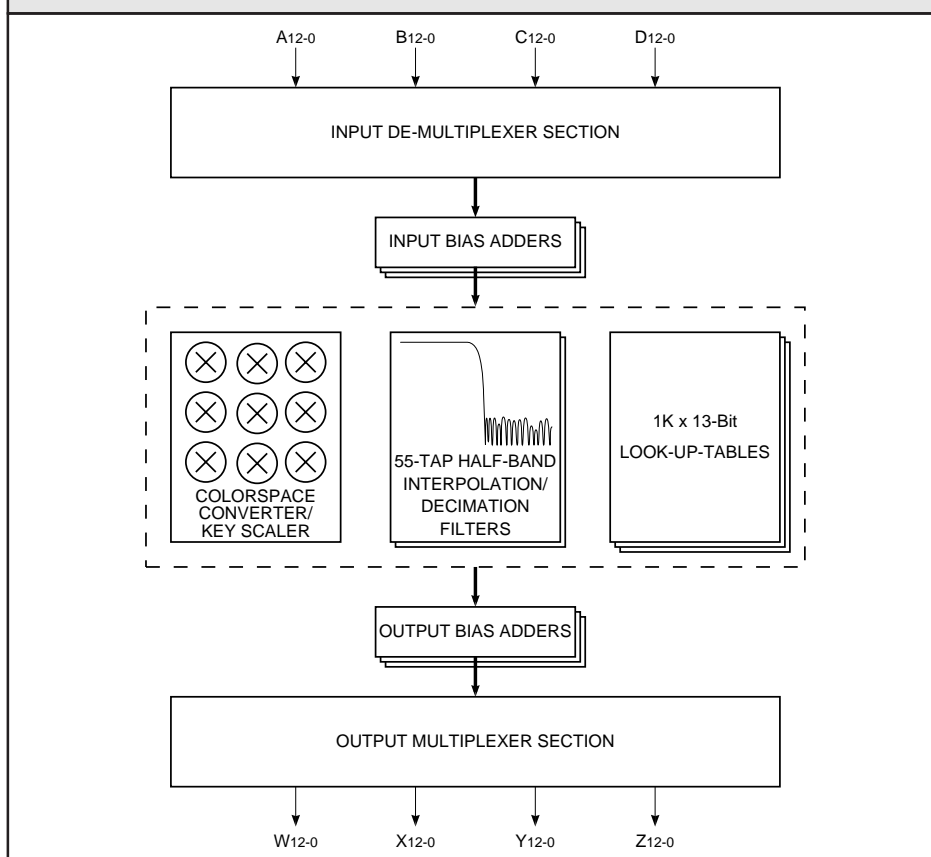 A12-0 B12-0 C12-0 D12-0
INPUT DE-MULTIPLEXER SECTION
INPUT BIAS ADDERS
COLORSPACE
CONVERTER/
KEY SCALER
55-TAP HALF-BAND
INTERPOLATION/
DECIMATION
FILTERS
1K x 13-Bit
LOOK-UP-TABLES
OUTPUT BIAS ADDERS
OUTPUT MULTIPLEXER SECTION
W12-0 X12-0 Y12-0 Z12-0